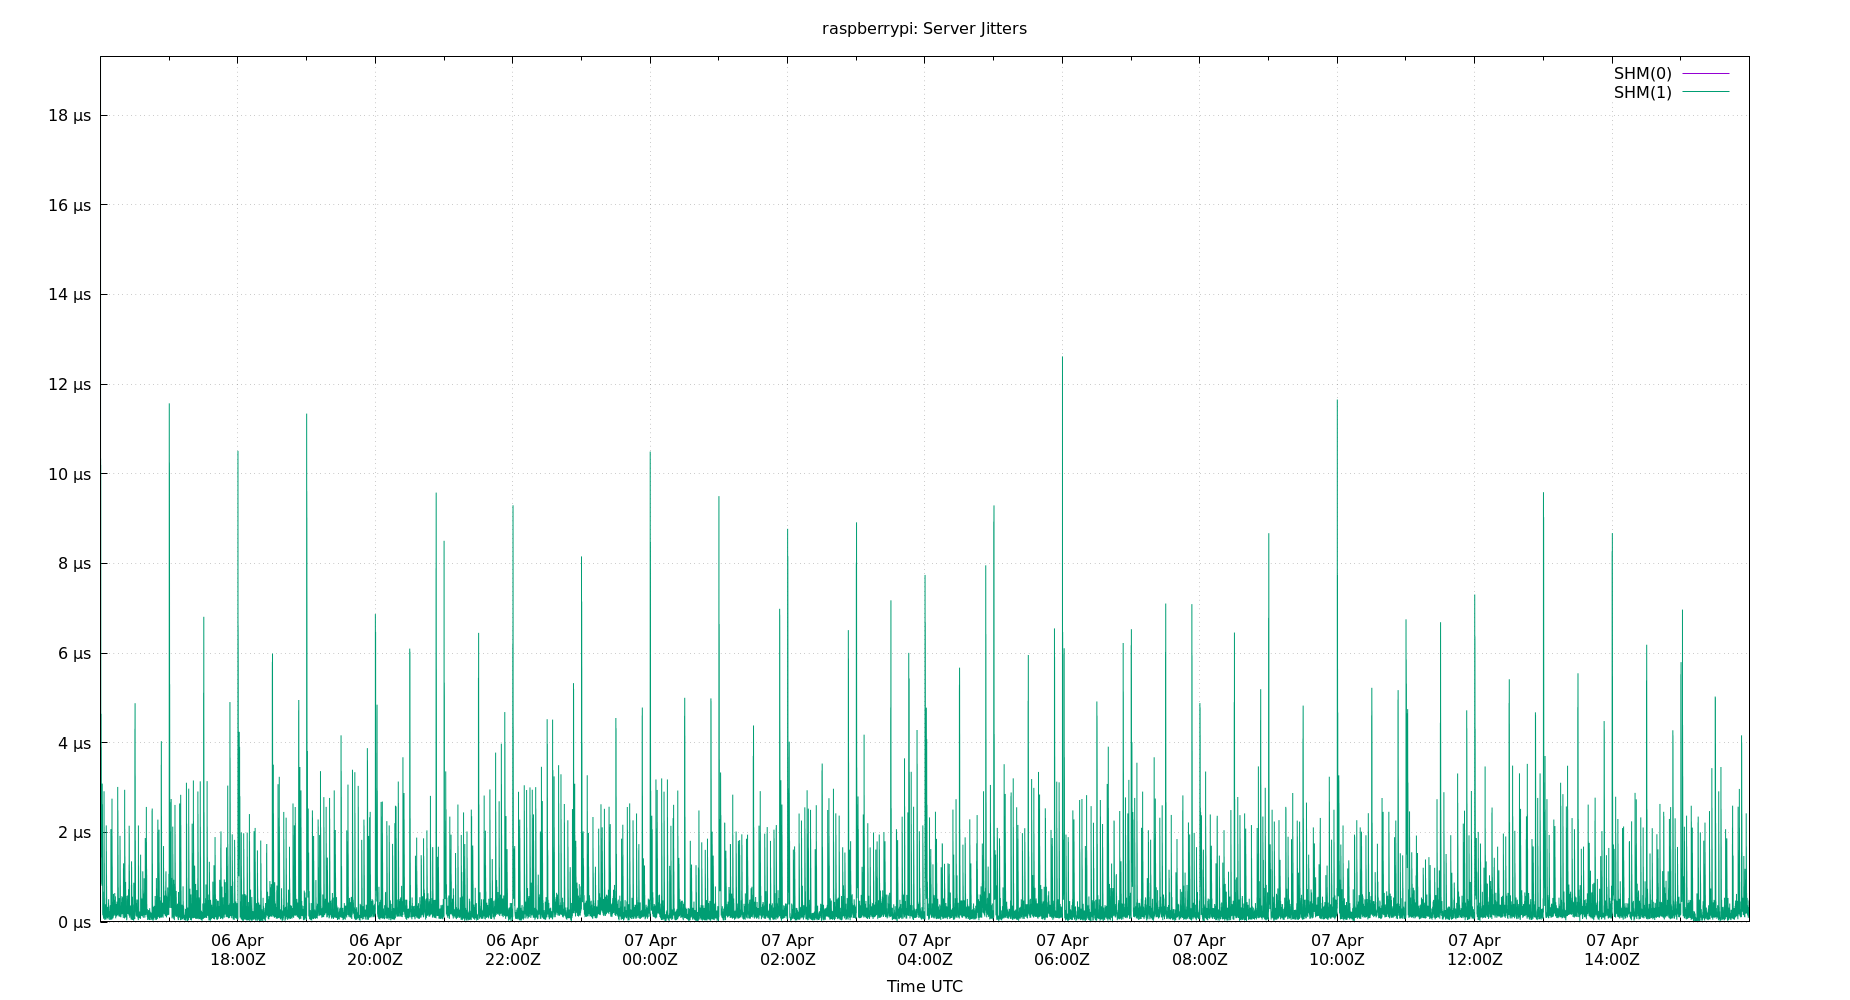 raspberrypi: Server Jitters
SHM(0)
SHM(1)
18 µs
16 µs
14 µs
12 µs
10 µs
8 µs
6 µs
4 µs
2 µs
0 µs
06 Apr 06 Apr 06 Apr 07 Apr 07 Apr 07 Apr 07 Apr 07 Apr 07 Apr 07 Apr 07 Apr
18:00Z 20:00Z 22:00Z 00:00Z 02:00Z 04:00Z 06:00Z 08:00Z 10:00Z 12:00Z 14:00Z
Time UTC